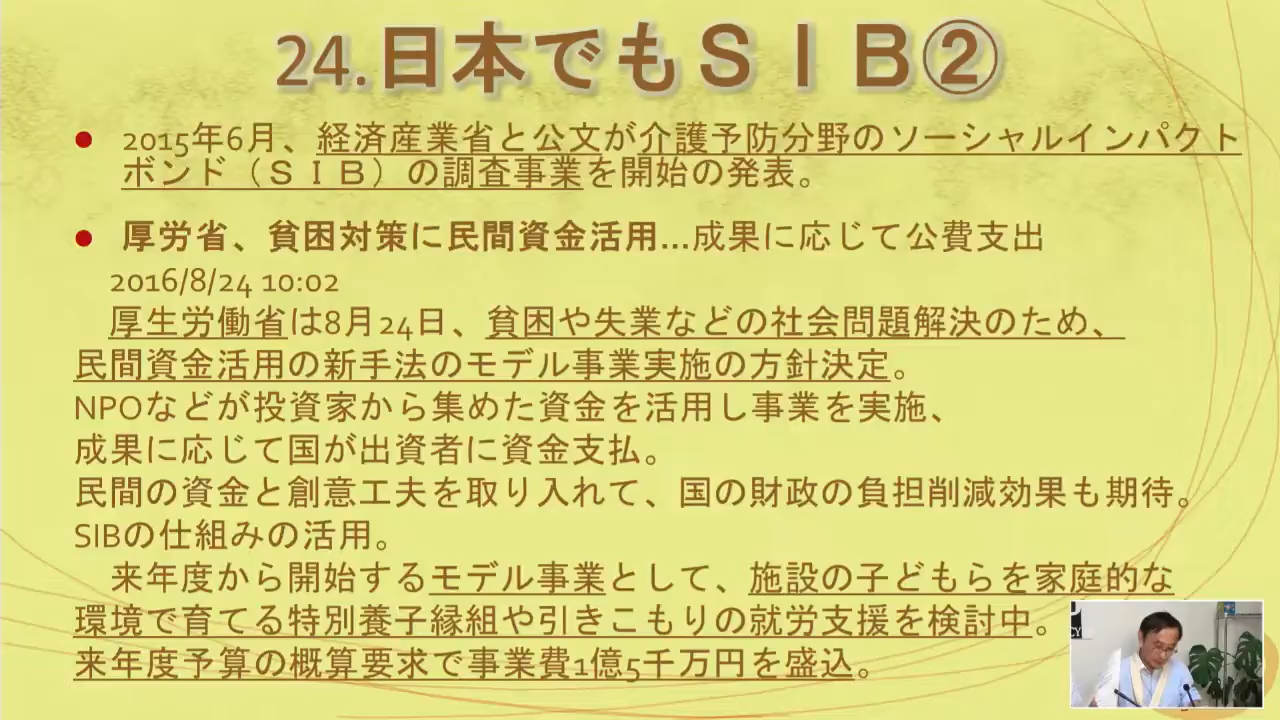 24.日本でもＳＩＢ②
● 2015年6月、経済産業省と公文が介護予防分野のソーシャルインパクト
ボンド（ＳＩＢ）の調査事業を開始の発表。
● 厚労省、貧困対策に民間資金活用…成果に応じて公費支出
2016/8/24 10:02
厚生労働省は8月24日、貧困や失業などの社会問題解決のため、
民間資金活用の新手法のモデル事業実施の方針決定。
NPOなどが投資家から集めた資金を活用し事業を実施、
成果に応じて国が出資者に資金支払。
民間の資金と創意工夫を取り入れて、国の財政の負担削減効果も期待。
SIBの仕組みの活用。
来年度から開始するモデル事業として、施設の子どもらを家庭的な
環境で育てる特別養子縁組や引きこもりの就労支援を検討中。
来年度予算の概算要求で事業費1億5千万円を盛込。
CY